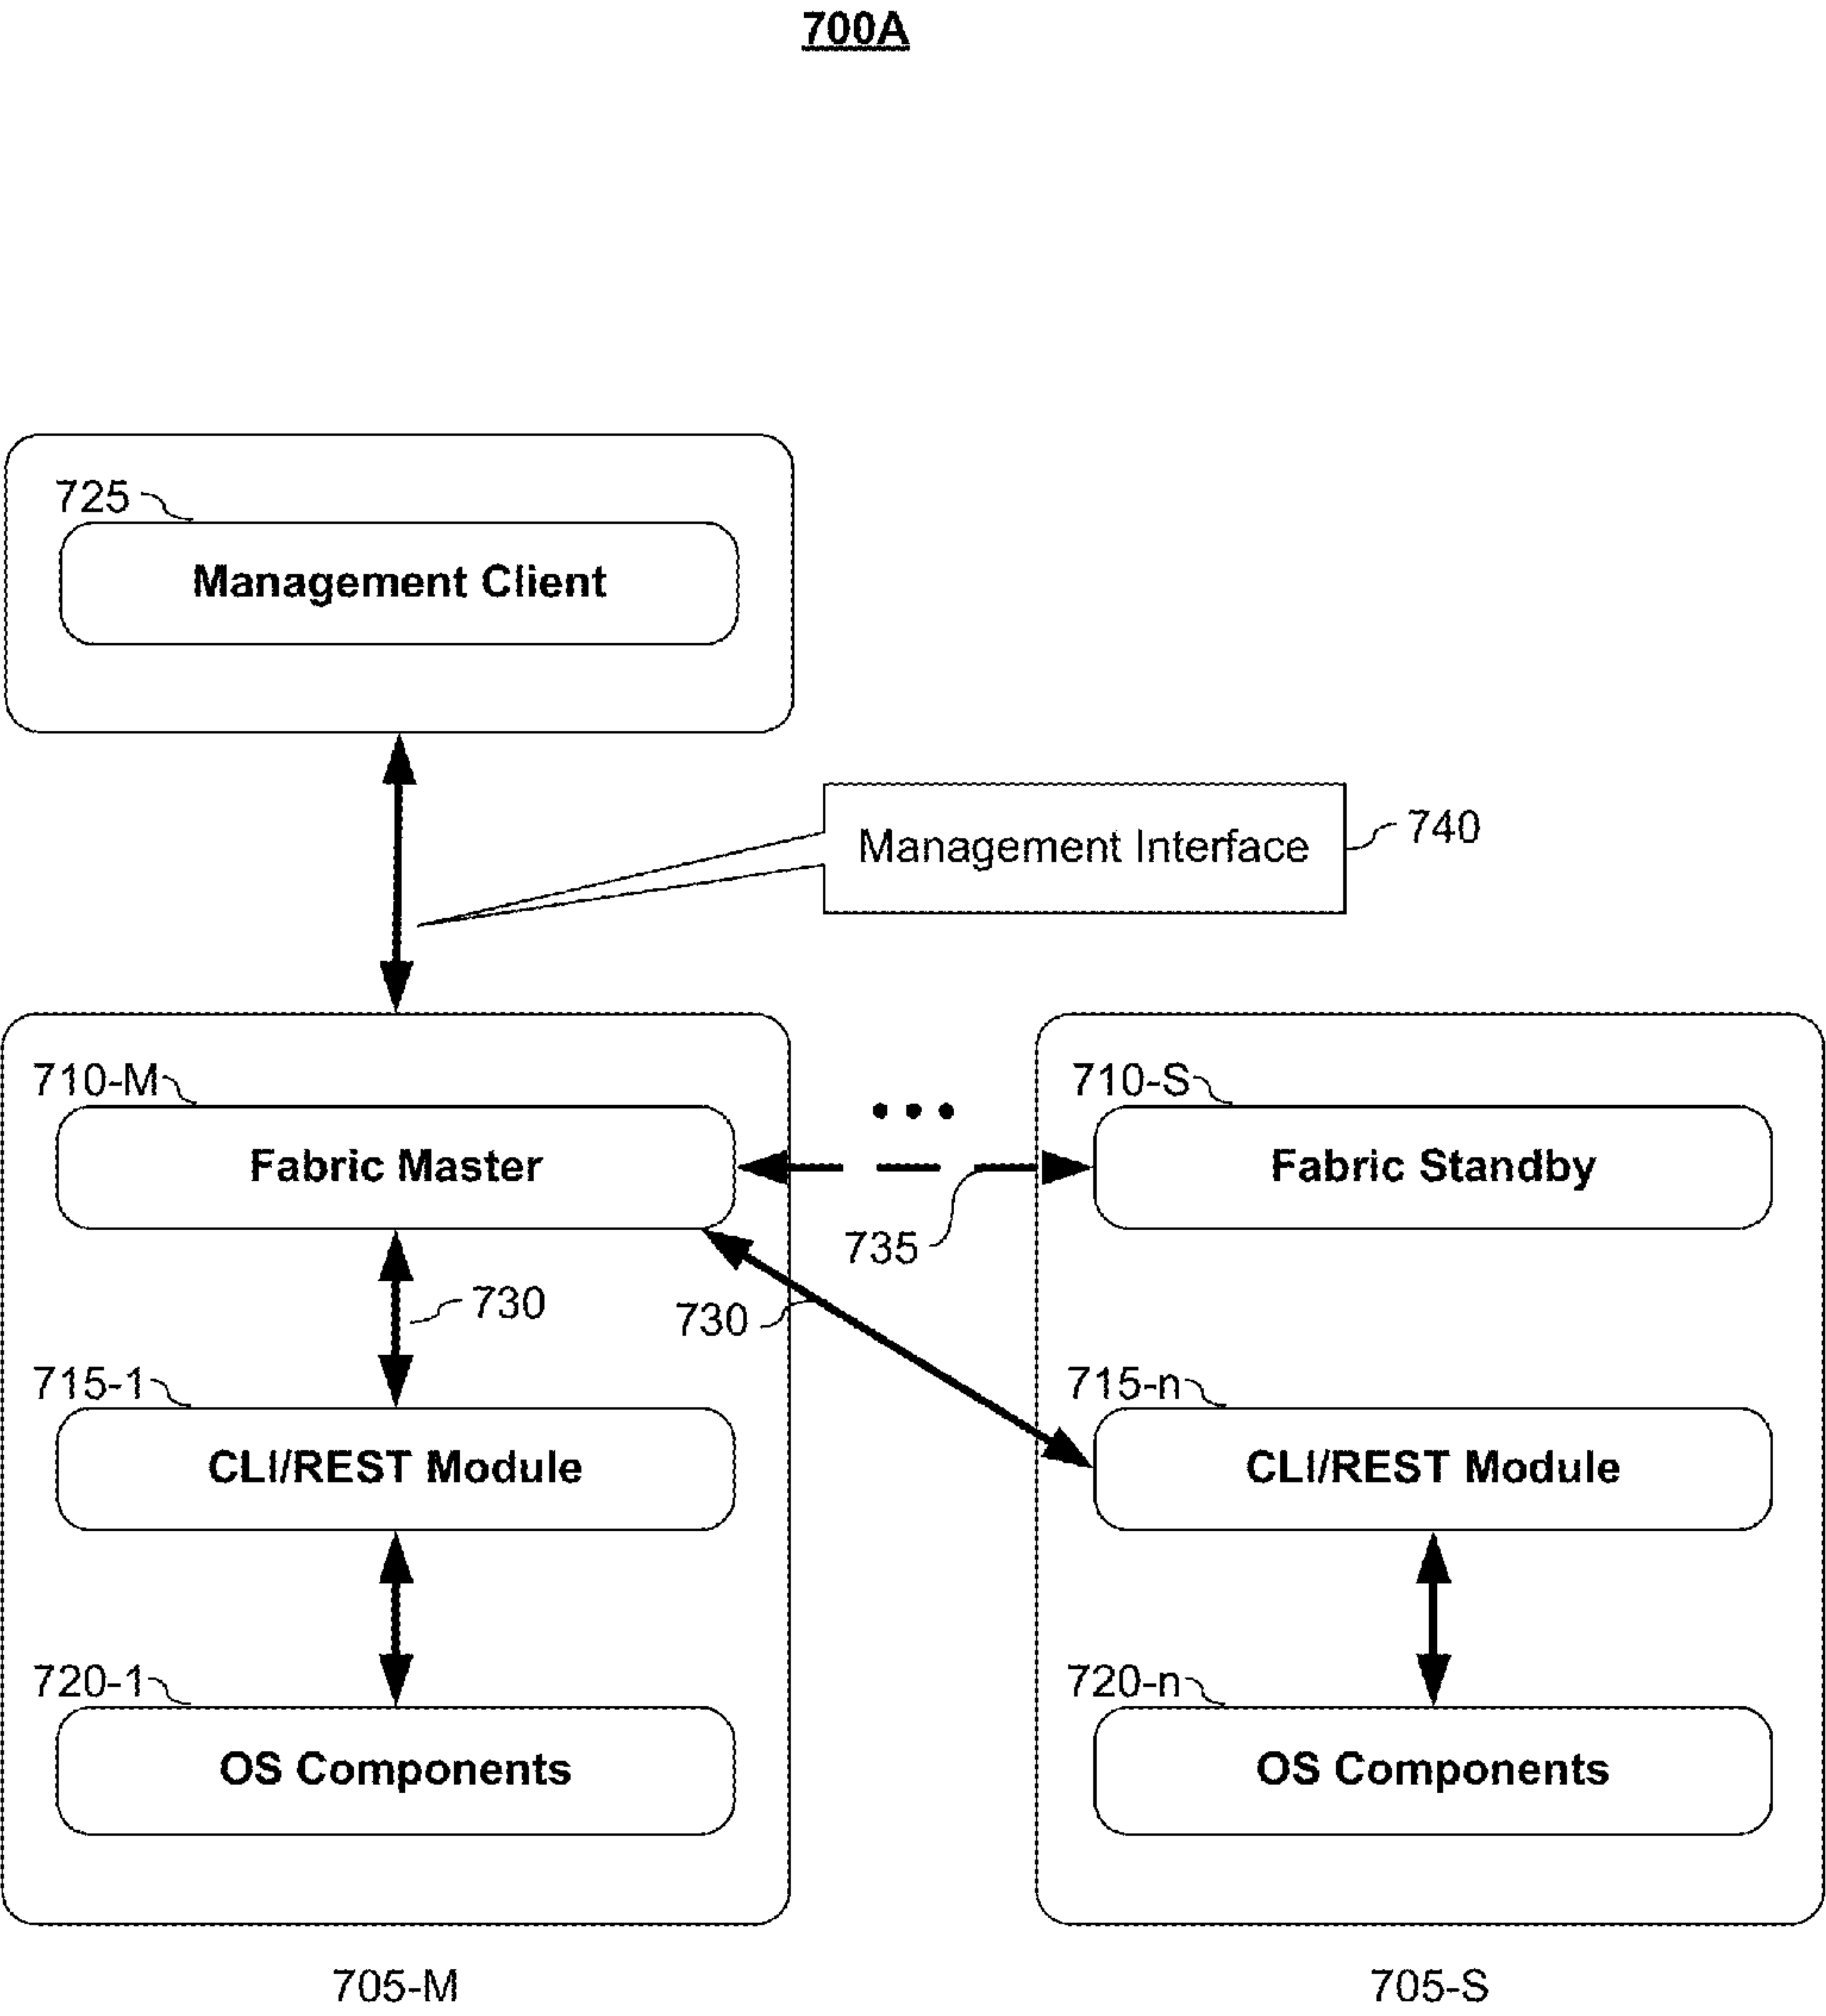 700A
725
Management Client
Management Interface
740
710-M
710-S
Fabric Master
Fabric Standby
735
730
730
715-1
715-n
CLI/REST Module
CLI/REST Module
720-1
720-n
OS Components
OS Components
705-M
705-S